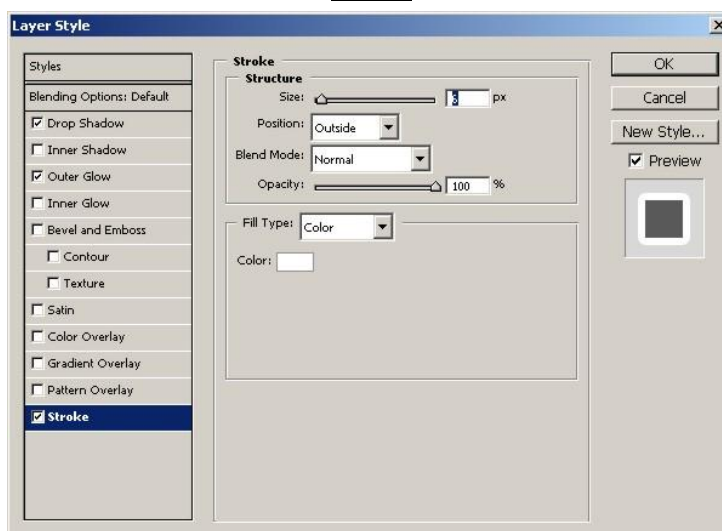 Layer Style
Styles
Blending Options: Default
Drop Shadow
Inner Shadow
Outer Glow
Inner Glow
Bevel and Emboss
Contour
Texture
Satin
Color Overlay
Gradient Overlay
Pattern Overlay
Stroke
Stroke
Structure
Size: px
Position: Outside
Blend Mode: Normal
Opacity: 100 %
Fill Type: Color
Color:
OK
Cancel
New Style...
Preview